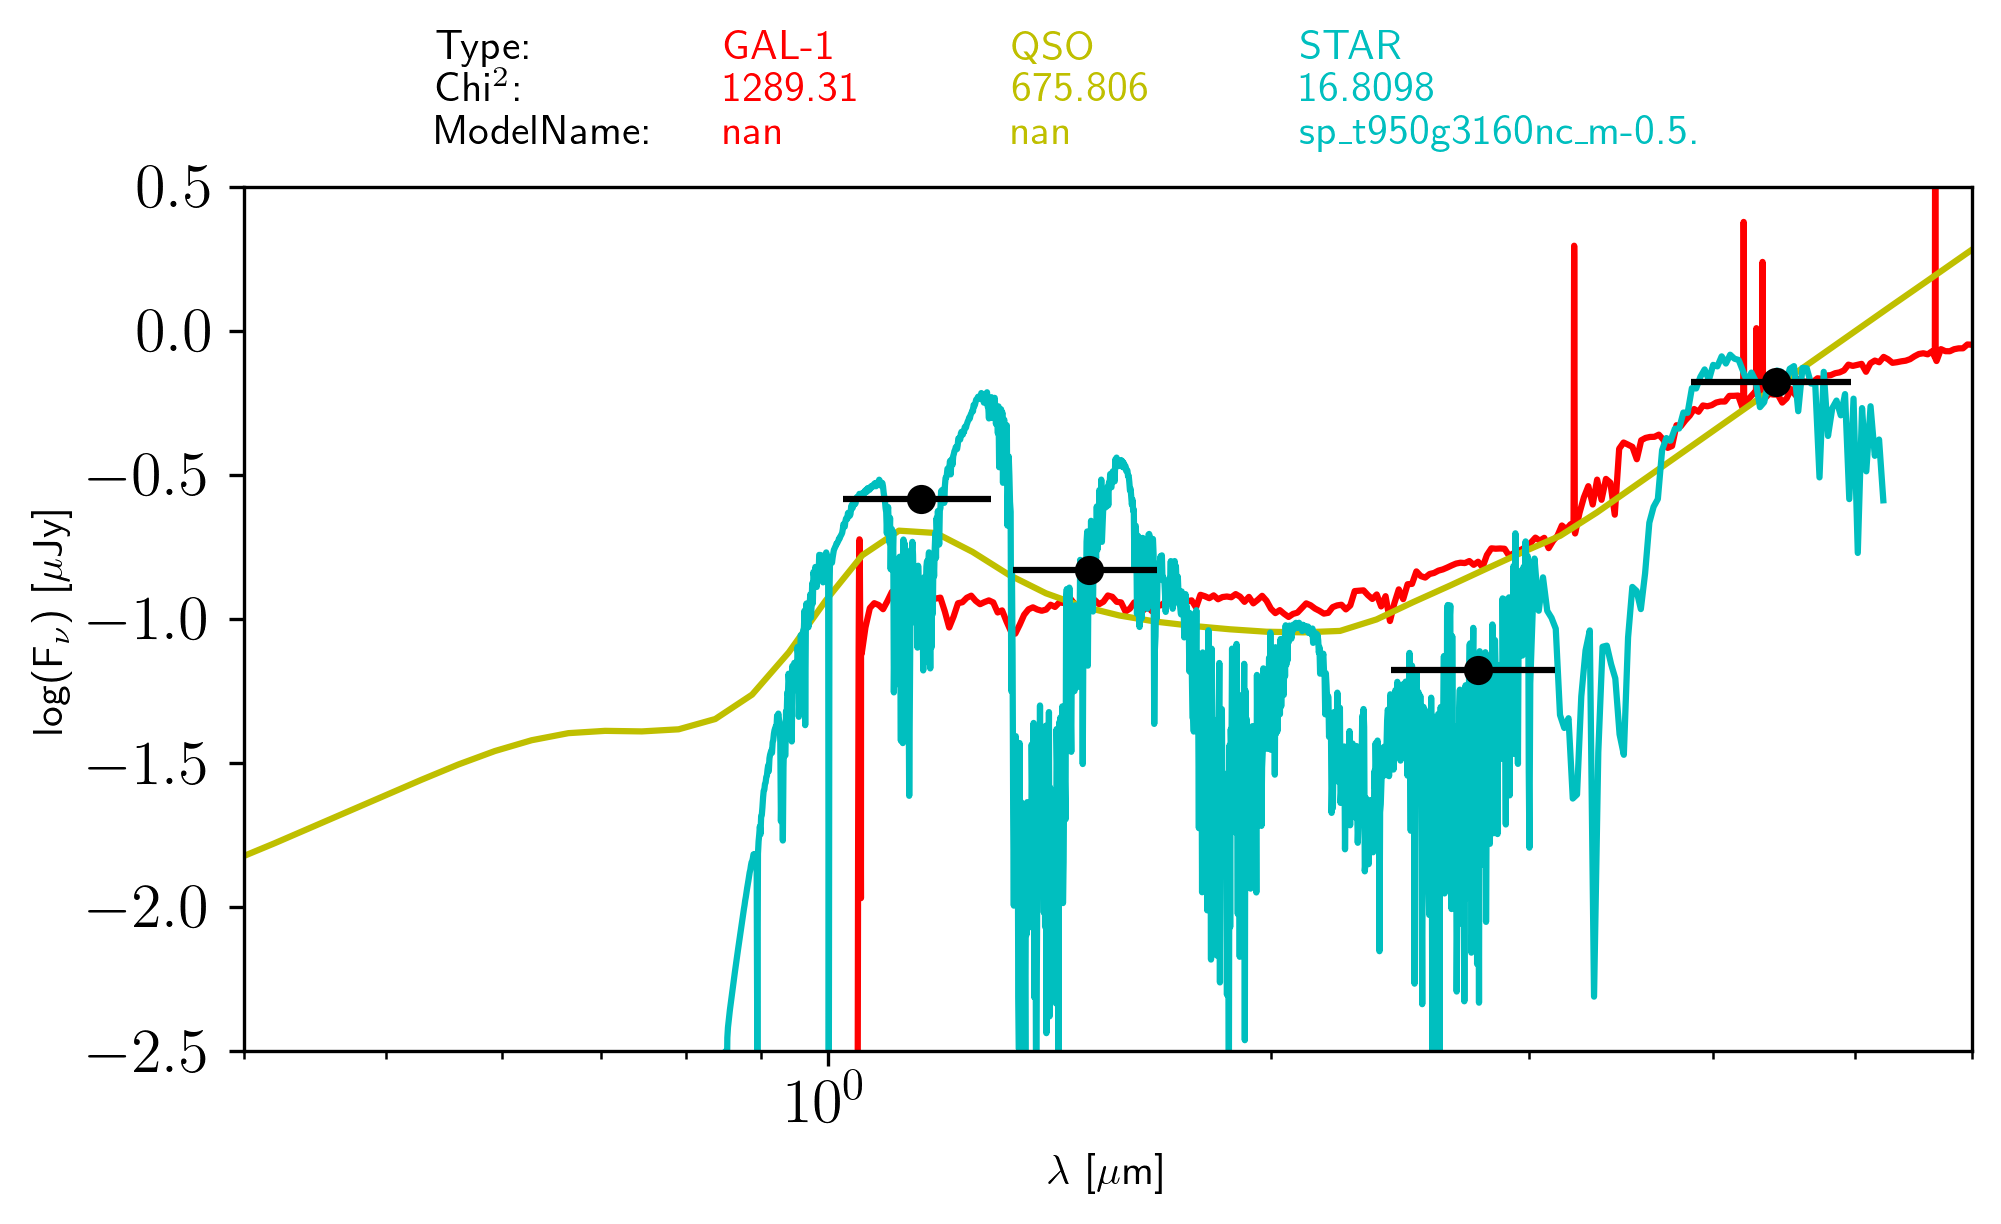 Type: GAL-1 QSO STAR
Chi²: 1289.31 675.806 16.8098
ModelName: nan nan sp_t950g3160nc_m-0.5.
0.5
0.0
−0.5
−1.0
−1.5
−2.0
−2.5
log(Fν) [μJy]
10⁰
λ [μm]